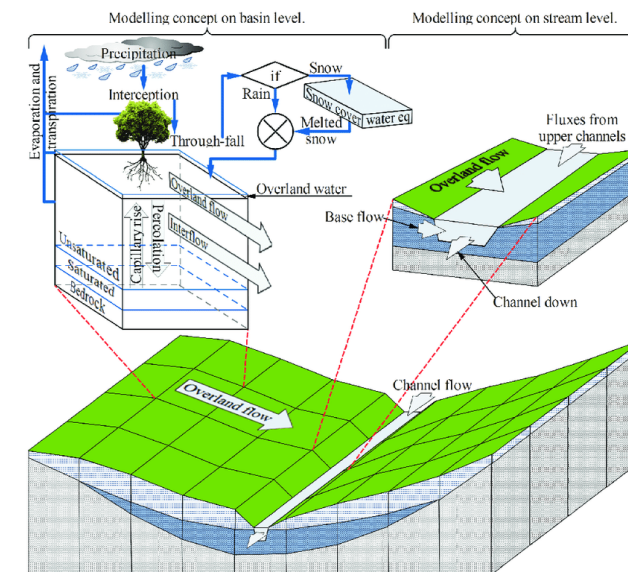 Modelling concept on basin level.
Modelling concept on stream level.
Precipitation
Interception
Evaporation and
transpiration
if
Snow
Rain
Snow cover
water eq
Through-fall
Melted
snow
Overland water
Overland flow
Interflow
Capillary rise
Percolation
Unsaturated
Saturated
Bedrock
Fluxes from
upper channels
Overland flow
Base flow
Channel down
Channel flow
Overland flow